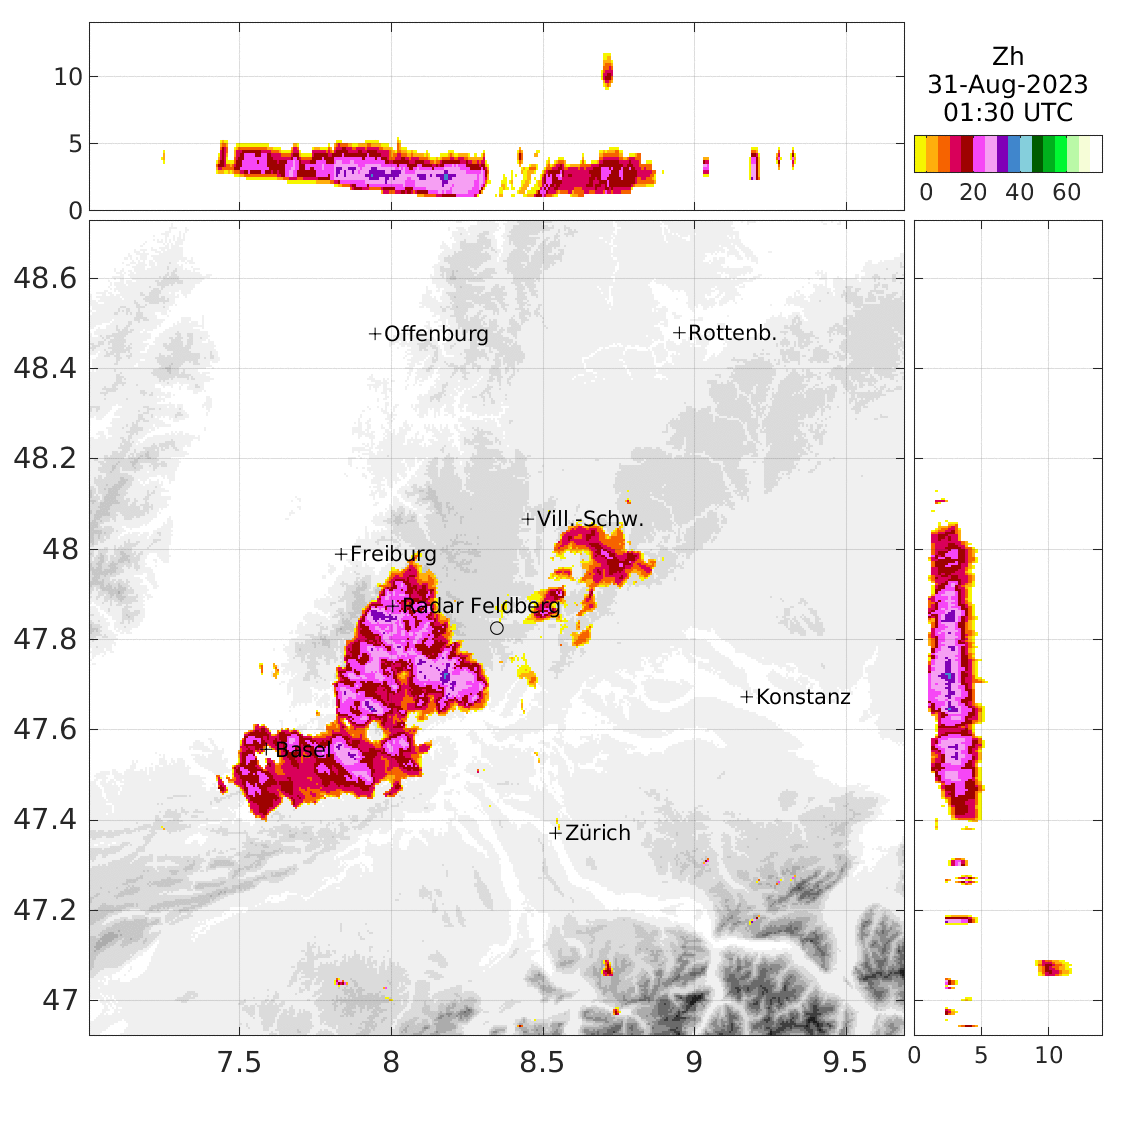 10
5
0
Zh
31-Aug-2023
01:30 UTC
0 20 40 60
48.6
48.4
48.2
48
47.8
47.6
47.4
47.2
47
+Offenburg
+Rottenb.
+Vill.-Schw.
+Freiburg
+Radar Feldberg
+Konstanz
+Basel
+Zürich
7.5 8 8.5 9 9.5
0 5 10